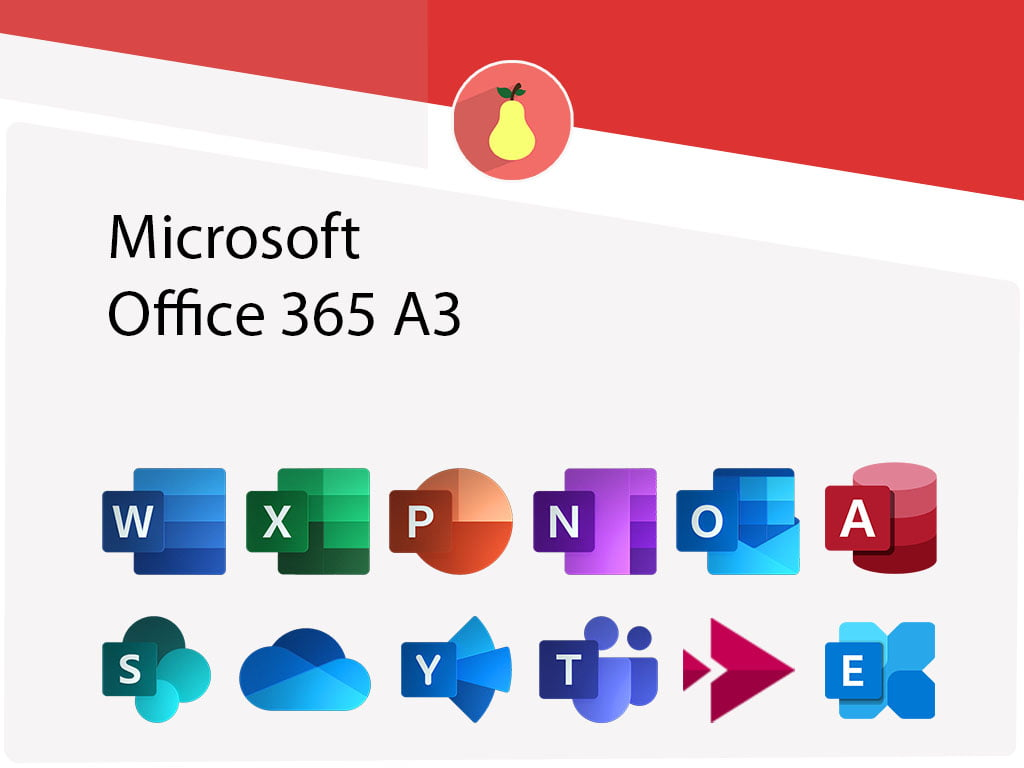 Microsoft
Office 365 A3
W X P N O A
S Y T E